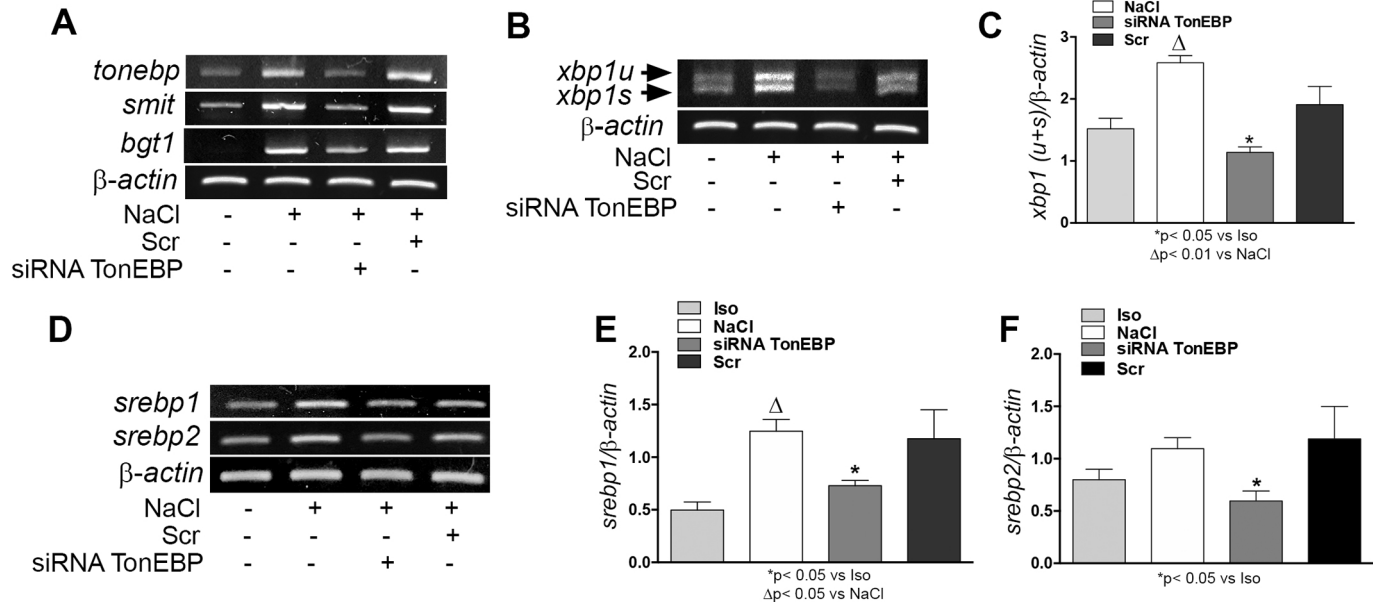 A
tonebp
smit
bgt1
β-actin
NaCl - + + +
Scr - - - +
siRNA TonEBP - - + -
B
xbp1u
xbp1s
β-actin
NaCl - + + +
Scr - - - +
siRNA TonEBP - - + -
C
NaCl
siRNA TonEBP
Scr
xbp1 (u+s)/β-actin
3
2
1
0
Δ
*
*p< 0.05 vs Iso
Δp< 0.01 vs NaCl
D
srebp1
srebp2
β-actin
NaCl - + + +
Scr - - - +
siRNA TonEBP - - + -
E
Iso
NaCl
siRNA TonEBP
Scr
srebp1/β-actin
2.0
1.5
1.0
0.5
0.0
Δ
*
*p< 0.05 vs Iso
Δp< 0.05 vs NaCl
F
Iso
NaCl
siRNA TonEBP
Scr
srebp2/β-actin
2.0
1.5
1.0
0.5
0.0
*
*p< 0.05 vs Iso